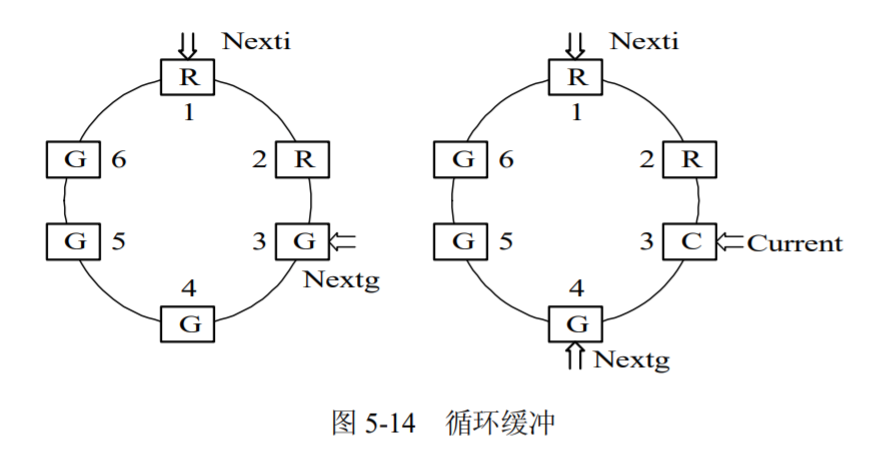 Nexti
R
1
G 6
2 R
G 5
3 G
Nextg
4
G
Nexti
R
1
G 6
2 R
G 5
3 C Current
4
G
Nextg
图 5-14 循环缓冲